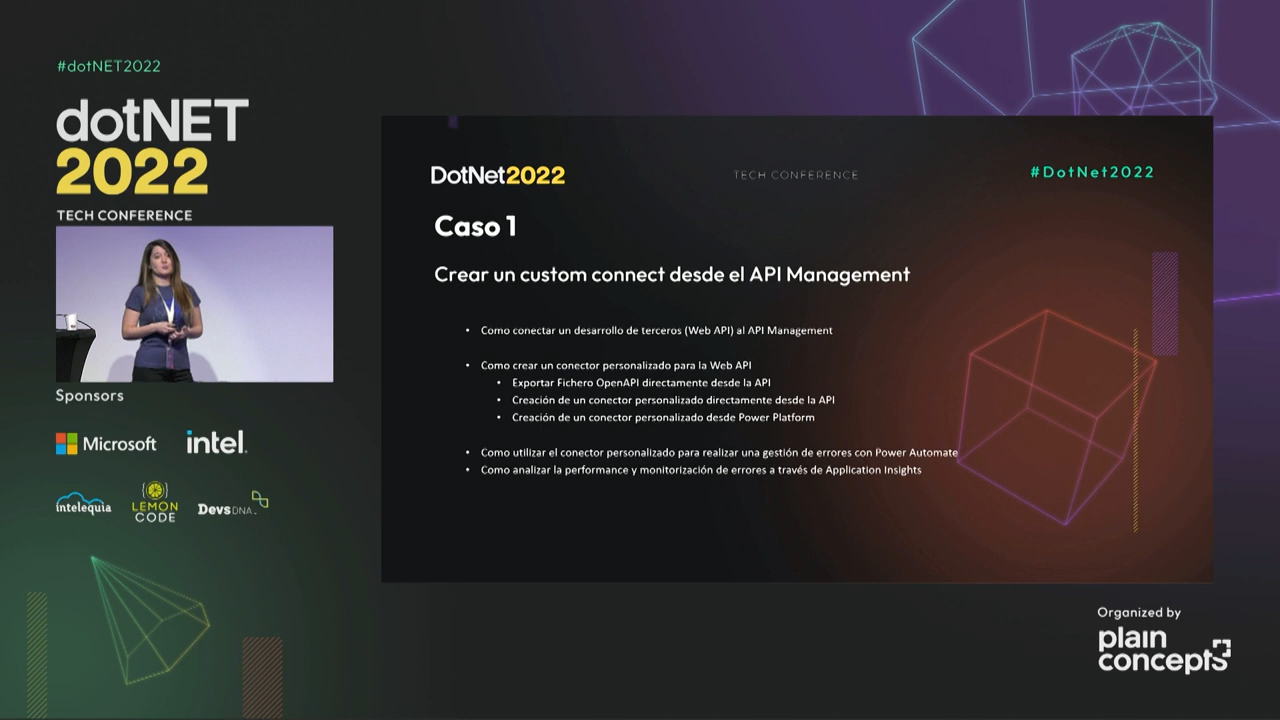 #dotNET2022
dotNET
2022
TECH CONFERENCE
Sponsors
Microsoft
intel.
intelequia
LEMON
CODE
DevsDNA
DotNet2022
TECH CONFERENCE
#DotNet2022
Caso 1
Crear un custom connect desde el API Management
• Como conectar un desarrollo de terceros (Web API) al API Management
• Como crear un conector personalizado para la Web API
• Exportar Fichero OpenAPI directamente desde la API
• Creación de un conector personalizado directamente desde la API
• Creación de un conector personalizado desde Power Platform
• Como utilizar el conector personalizado para realizar una gestión de errores con Power Automate
• Como analizar la performance y monitorización de errores a través de Application Insights
Organized by
plain
concepts